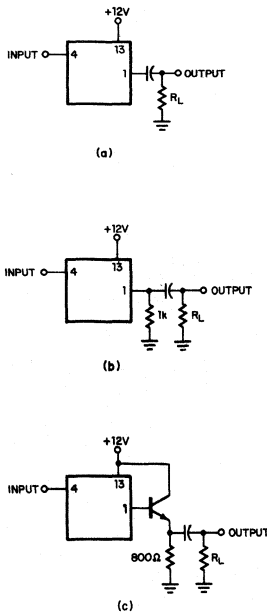 +12V
INPUT
4
13
1
OUTPUT
RL
(a)
+12V
INPUT
4
13
1
OUTPUT
1k
RL
(b)
+12V
INPUT
4
13
1
OUTPUT
800Ω
RL
(c)